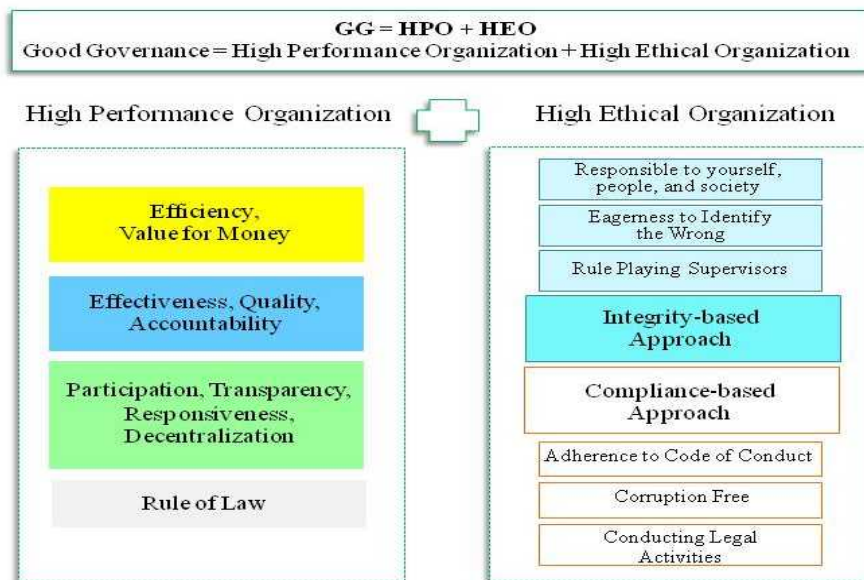 GG = HPO + HEO
Good Governance = High Performance Organization + High Ethical Organization
High Performance Organization
Efficiency,
Value for Money
Effectiveness, Quality,
Accountability
Participation, Transparency,
Responsiveness,
Decentralization
Rule of Law
High Ethical Organization
Responsible to yourself,
people, and society
Eagerness to Identify
the Wrong
Rule Playing Supervisors
Integrity-based
Approach
Compliance-based
Approach
Adherence to Code of Conduct
Corruption Free
Conducting Legal
Activities